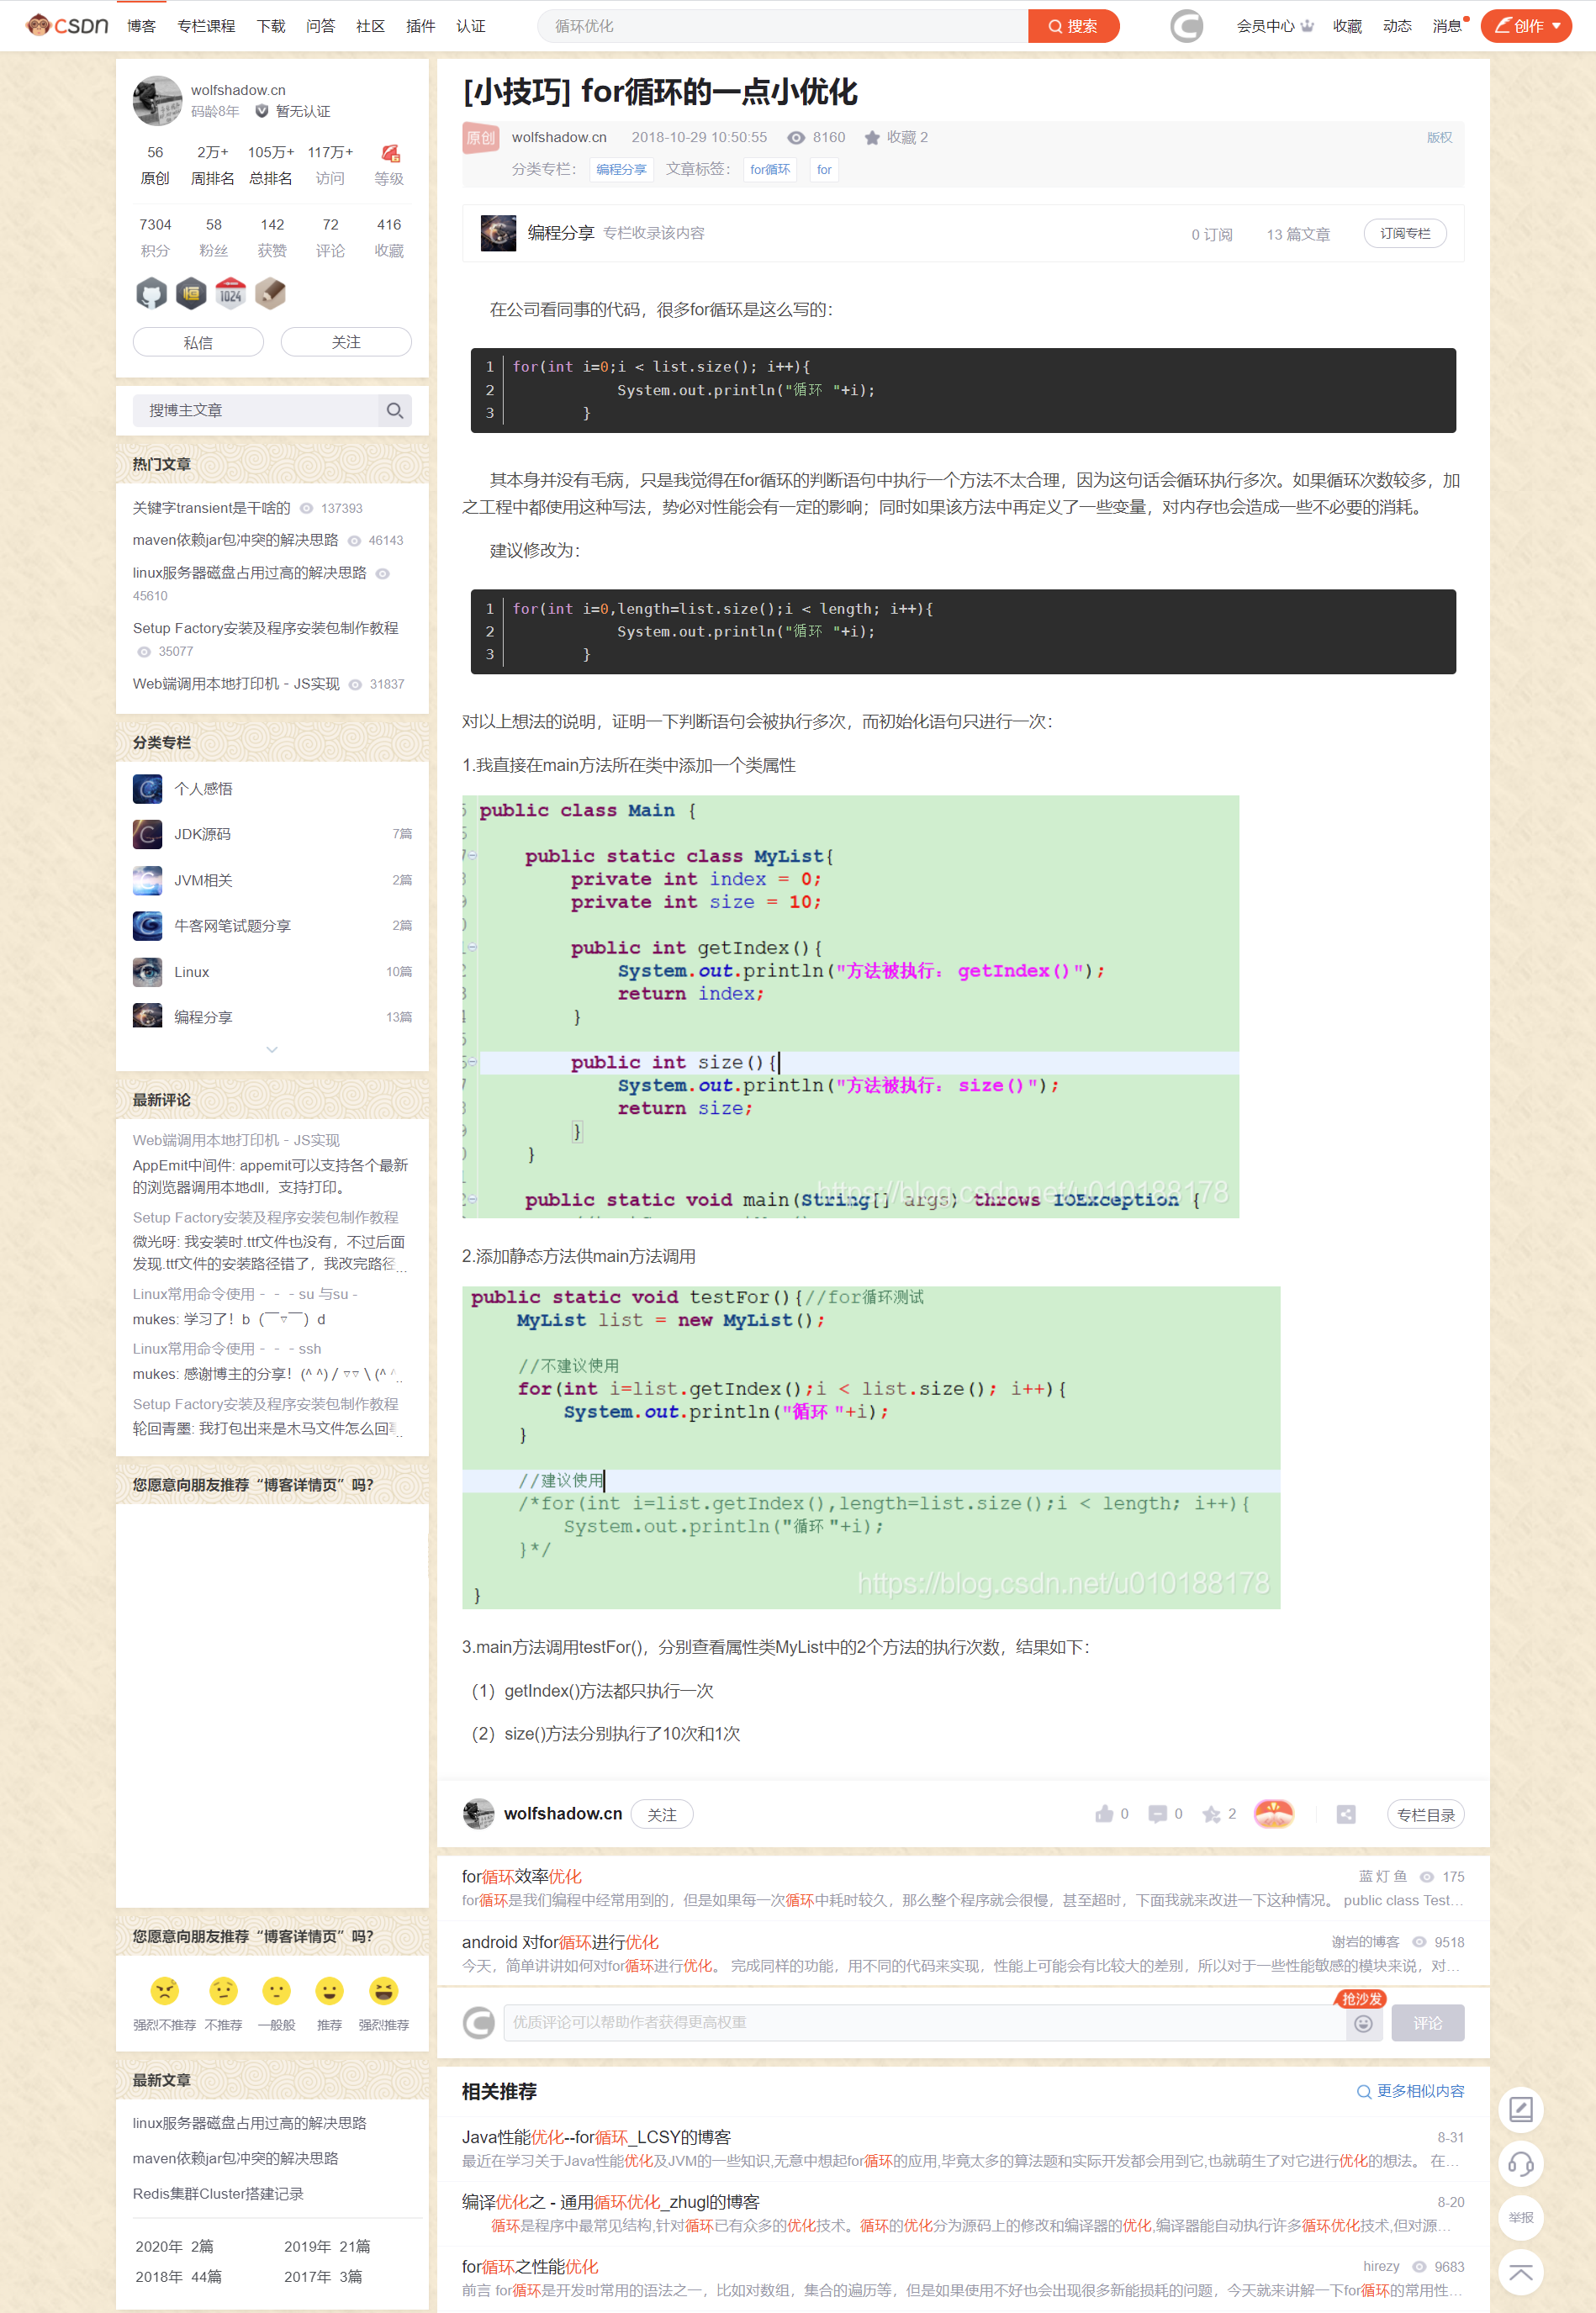 CSDN 博客 专栏课程 下载 问答 社区 插件 认证 循环优化 搜索 会员中心 收藏 动态 消息 创作
wolfshadow.cn
码龄8年 暂无认证
56 2万+ 105万+ 117万+
原创 周排名 总排名 访问 等级
7304 58 142 72 416
积分 粉丝 获赞 评论 收藏
1024
私信 关注
搜博主文章
热门文章
关键字transient是干啥的 137393
maven依赖jar包冲突的解决思路 46143
linux服务器磁盘占用过高的解决思路
45610
Setup Factory安装及程序安装包制作教程
35077
Web端调用本地打印机 - JS实现 31837
分类专栏
个人感悟
JDK源码 7篇
JVM相关 2篇
牛客网笔试题分享 2篇
Linux 10篇
编程分享 13篇
最新评论
Web端调用本地打印机 - JS实现
AppEmit中间件: appemit可以支持各个最新
的浏览器调用本地dll，支持打印。
Setup Factory安装及程序安装包制作教程
微光呀: 我安装时.ttf文件也没有，不过后面
发现.ttf文件的安装路径错了，我改完路径...
Linux常用命令使用 - - - su 与su -
mukes: 学习了！b（￣▽￣）d
Linux常用命令使用 - - - ssh
mukes: 感谢博主的分享！(^ ^) / ▽▽ \ (^ ^..
Setup Factory安装及程序安装包制作教程
轮回青墨: 我打包出来是木马文件怎么回..
您愿意向朋友推荐“博客详情页”吗？
您愿意向朋友推荐“博客详情页”吗？
强烈不推荐 不推荐 一般般 推荐 强烈推荐
最新文章
linux服务器磁盘占用过高的解决思路
maven依赖jar包冲突的解决思路
Redis集群Cluster搭建记录
2020年 2篇 2019年 21篇
2018年 44篇 2017年 3篇
[小技巧] for循环的一点小优化
原创 wolfshadow.cn 2018-10-29 10:50:55 8160 收藏 2 版权
分类专栏： 编程分享 文章标签： for循环 for
编程分享 专栏收录该内容 0 订阅 13 篇文章 订阅专栏
在公司看同事的代码，很多for循环是这么写的：
1 for(int i=0;i < list.size(); i++){
2 System.out.println("循环 "+i);
3 }
其本身并没有毛病，只是我觉得在for循环的判断语句中执行一个方法不太合理，因为这句话会循环执行多次。如果循环次数较多，加
之工程中都使用这种写法，势必对性能会有一定的影响；同时如果该方法中再定义了一些变量，对内存也会造成一些不必要的消耗。
建议修改为：
1 for(int i=0,length=list.size();i < length; i++){
2 System.out.println("循环 "+i);
3 }
对以上想法的说明，证明一下判断语句会被执行多次，而初始化语句只进行一次：
1.我直接在main方法所在类中添加一个类属性
public class Main {
public static class MyList{
private int index = 0;
private int size = 10;
public int getIndex(){
System.out.println("方法被执行： getIndex()");
return index;
}
public int size(){
System.out.println("方法被执行： size()");
return size;
}
}
public static void main(String[] args) throws IOException {
https://blog.csdn.net/u010188178
2.添加静态方法供main方法调用
public static void testFor(){//for循环测试
MyList list = new MyList();
//不建议使用
for(int i=list.getIndex();i < list.size(); i++){
System.out.println("循环 "+i);
}
//建议使用
/*for(int i=list.getIndex(),length=list.size();i < length; i++){
System.out.println("循环 "+i);
}*/
https://blog.csdn.net/u010188178
}
3.main方法调用testFor()，分别查看属性类MyList中的2个方法的执行次数，结果如下：
（1）getIndex()方法都只执行一次
（2）size()方法分别执行了10次和1次
wolfshadow.cn 关注 0 0 2 专栏目录
for循环效率优化 蓝 灯 鱼 175
for循环是我们编程中经常用到的，但是如果每一次循环中耗时较久，那么整个程序就会很慢，甚至超时，下面我就来改进一下这种情况。 public class Test...
android 对for循环进行优化 谢岩的博客 9518
今天，简单讲讲如何对for循环进行优化。 完成同样的功能，用不同的代码来实现，性能上可能会有比较大的差别，所以对于一些性能敏感的模块来说，对...
抢沙发
优质评论可以帮助作者获得更高权重 评论
相关推荐 更多相似内容
Java性能优化--for循环_LCSY的博客 8-31
最近在学习关于Java性能优化及JVM的一些知识,无意中想起for循环的应用,毕竟太多的算法题和实际开发都会用到它,也就萌生了对它进行优化的想法。 在...
编译优化之 - 通用循环优化_zhugl的博客 8-20
循环是程序中最常见结构,针对循环已有众多的优化技术。循环的优化分为源码上的修改和编译器的优化,编译器能自动执行许多循环优化技术,但对源...
for循环之性能优化 hirezy 9683
前言 for循环是开发时常用的语法之一，比如对数组，集合的遍历等，但是如果使用不好也会出现很多新能损耗的问题，今天就来讲解一下for循环的常用性...
举报